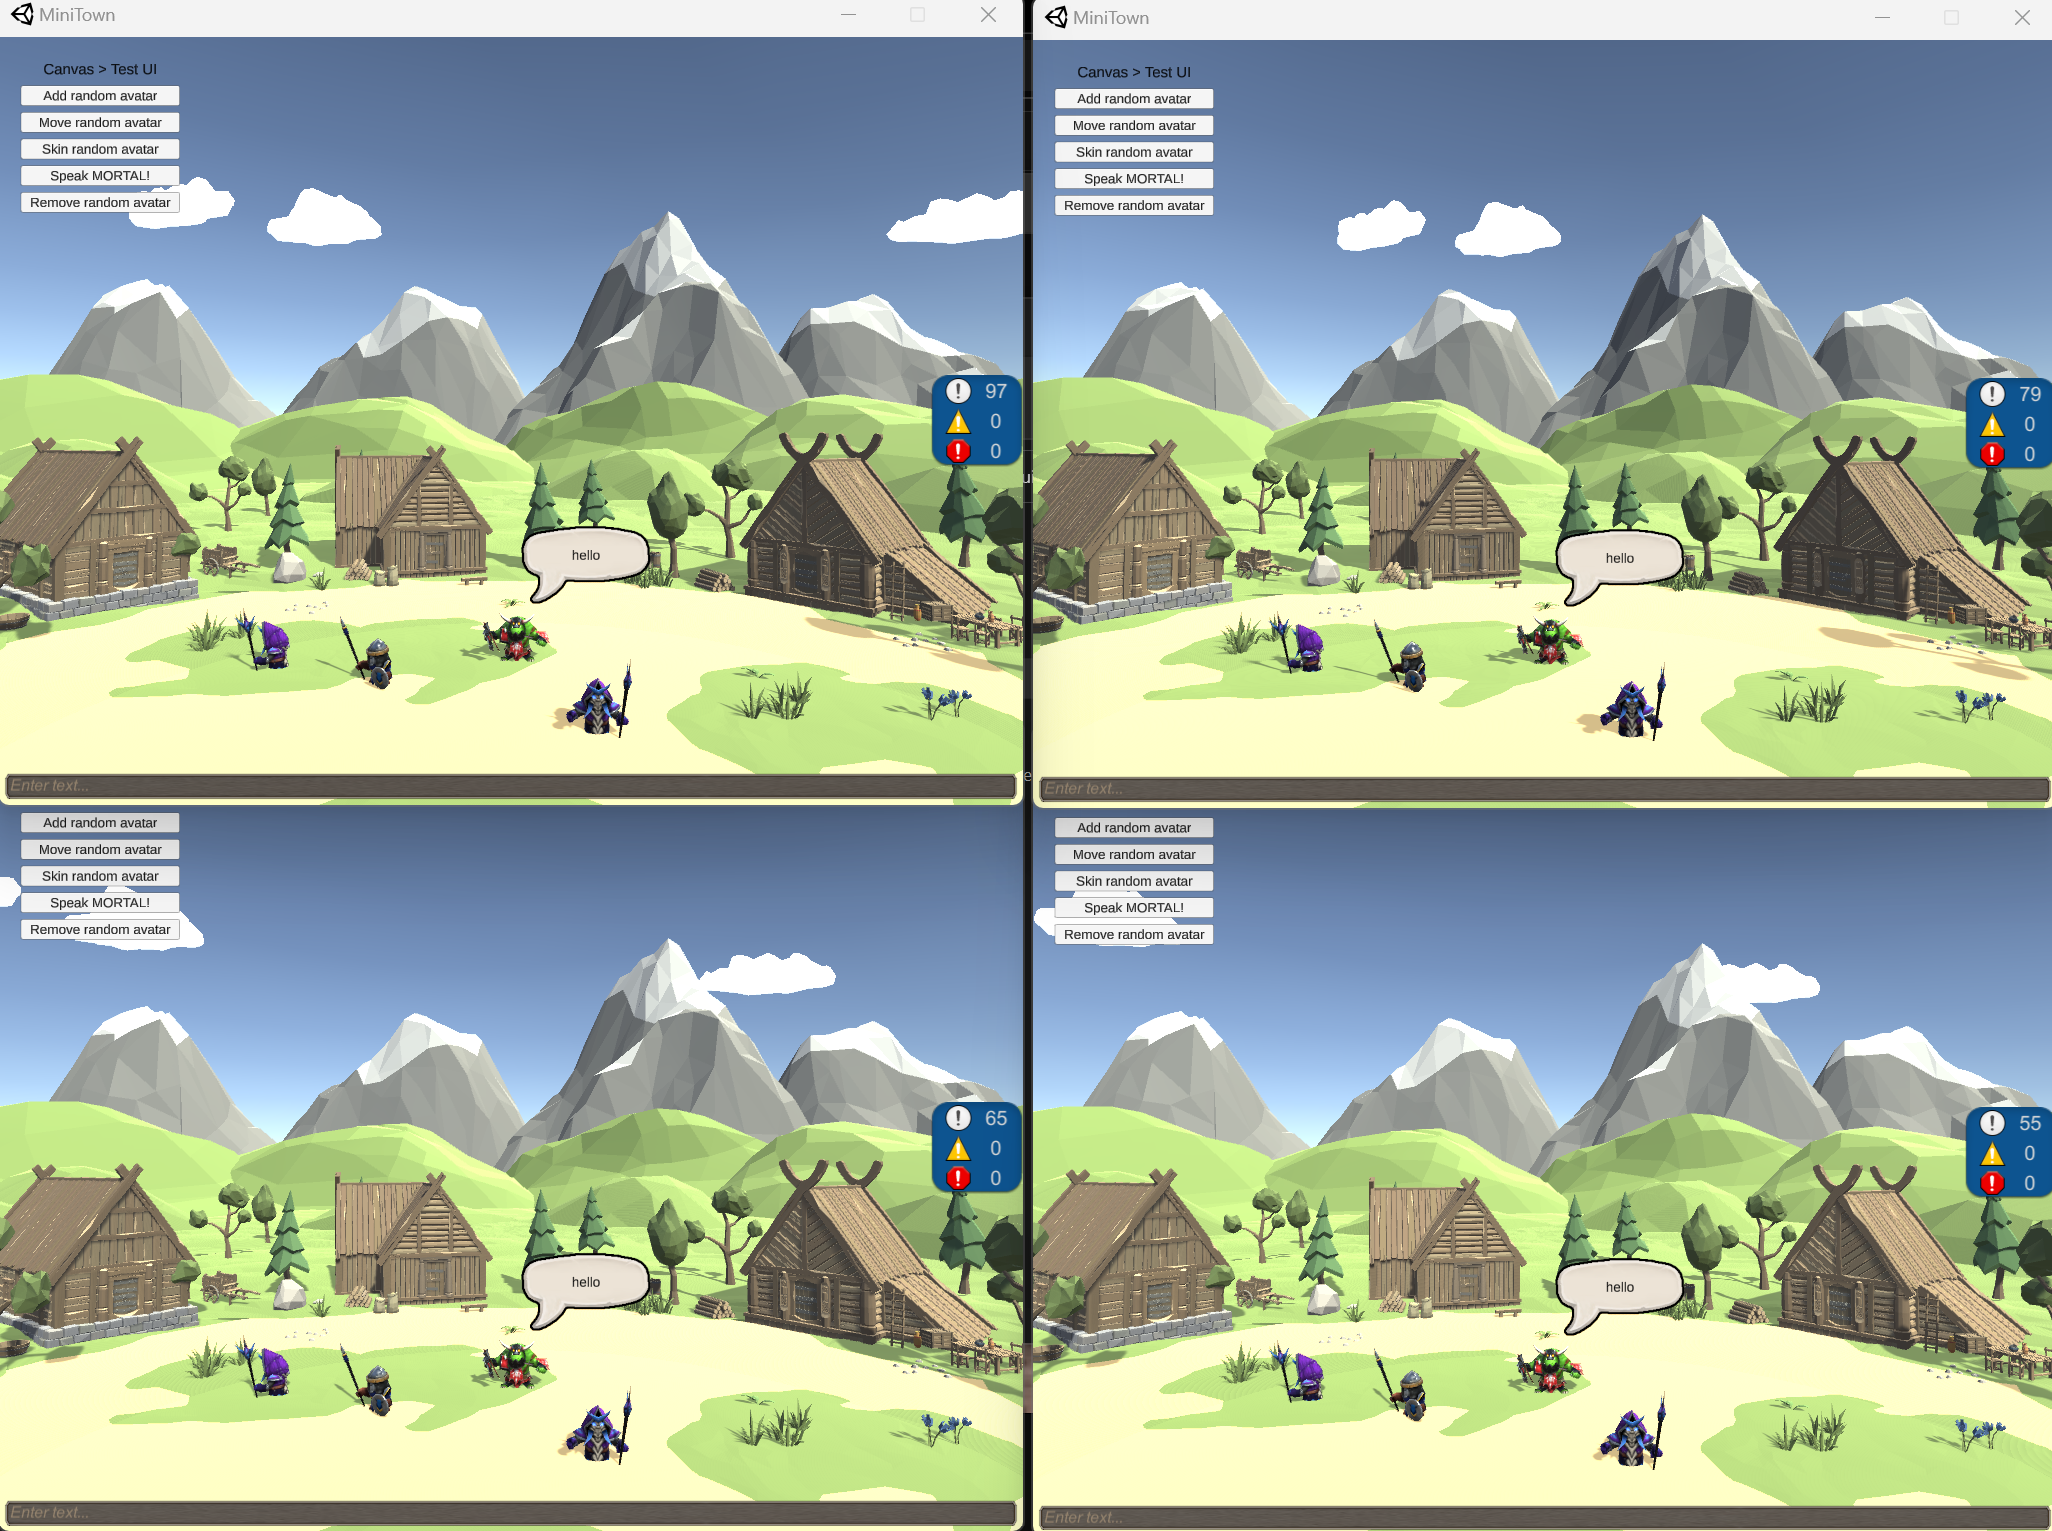 MiniTown
Canvas > Test UI
Add random avatar
Move random avatar
Skin random avatar
Speak MORTAL!
Remove random avatar
97
0
0
hello
Enter text...
MiniTown
Canvas > Test UI
Add random avatar
Move random avatar
Skin random avatar
Speak MORTAL!
Remove random avatar
79
0
0
hello
Enter text...
Add random avatar
Move random avatar
Skin random avatar
Speak MORTAL!
Remove random avatar
65
0
0
hello
Enter text...
Add random avatar
Move random avatar
Skin random avatar
Speak MORTAL!
Remove random avatar
55
0
0
hello
Enter text...